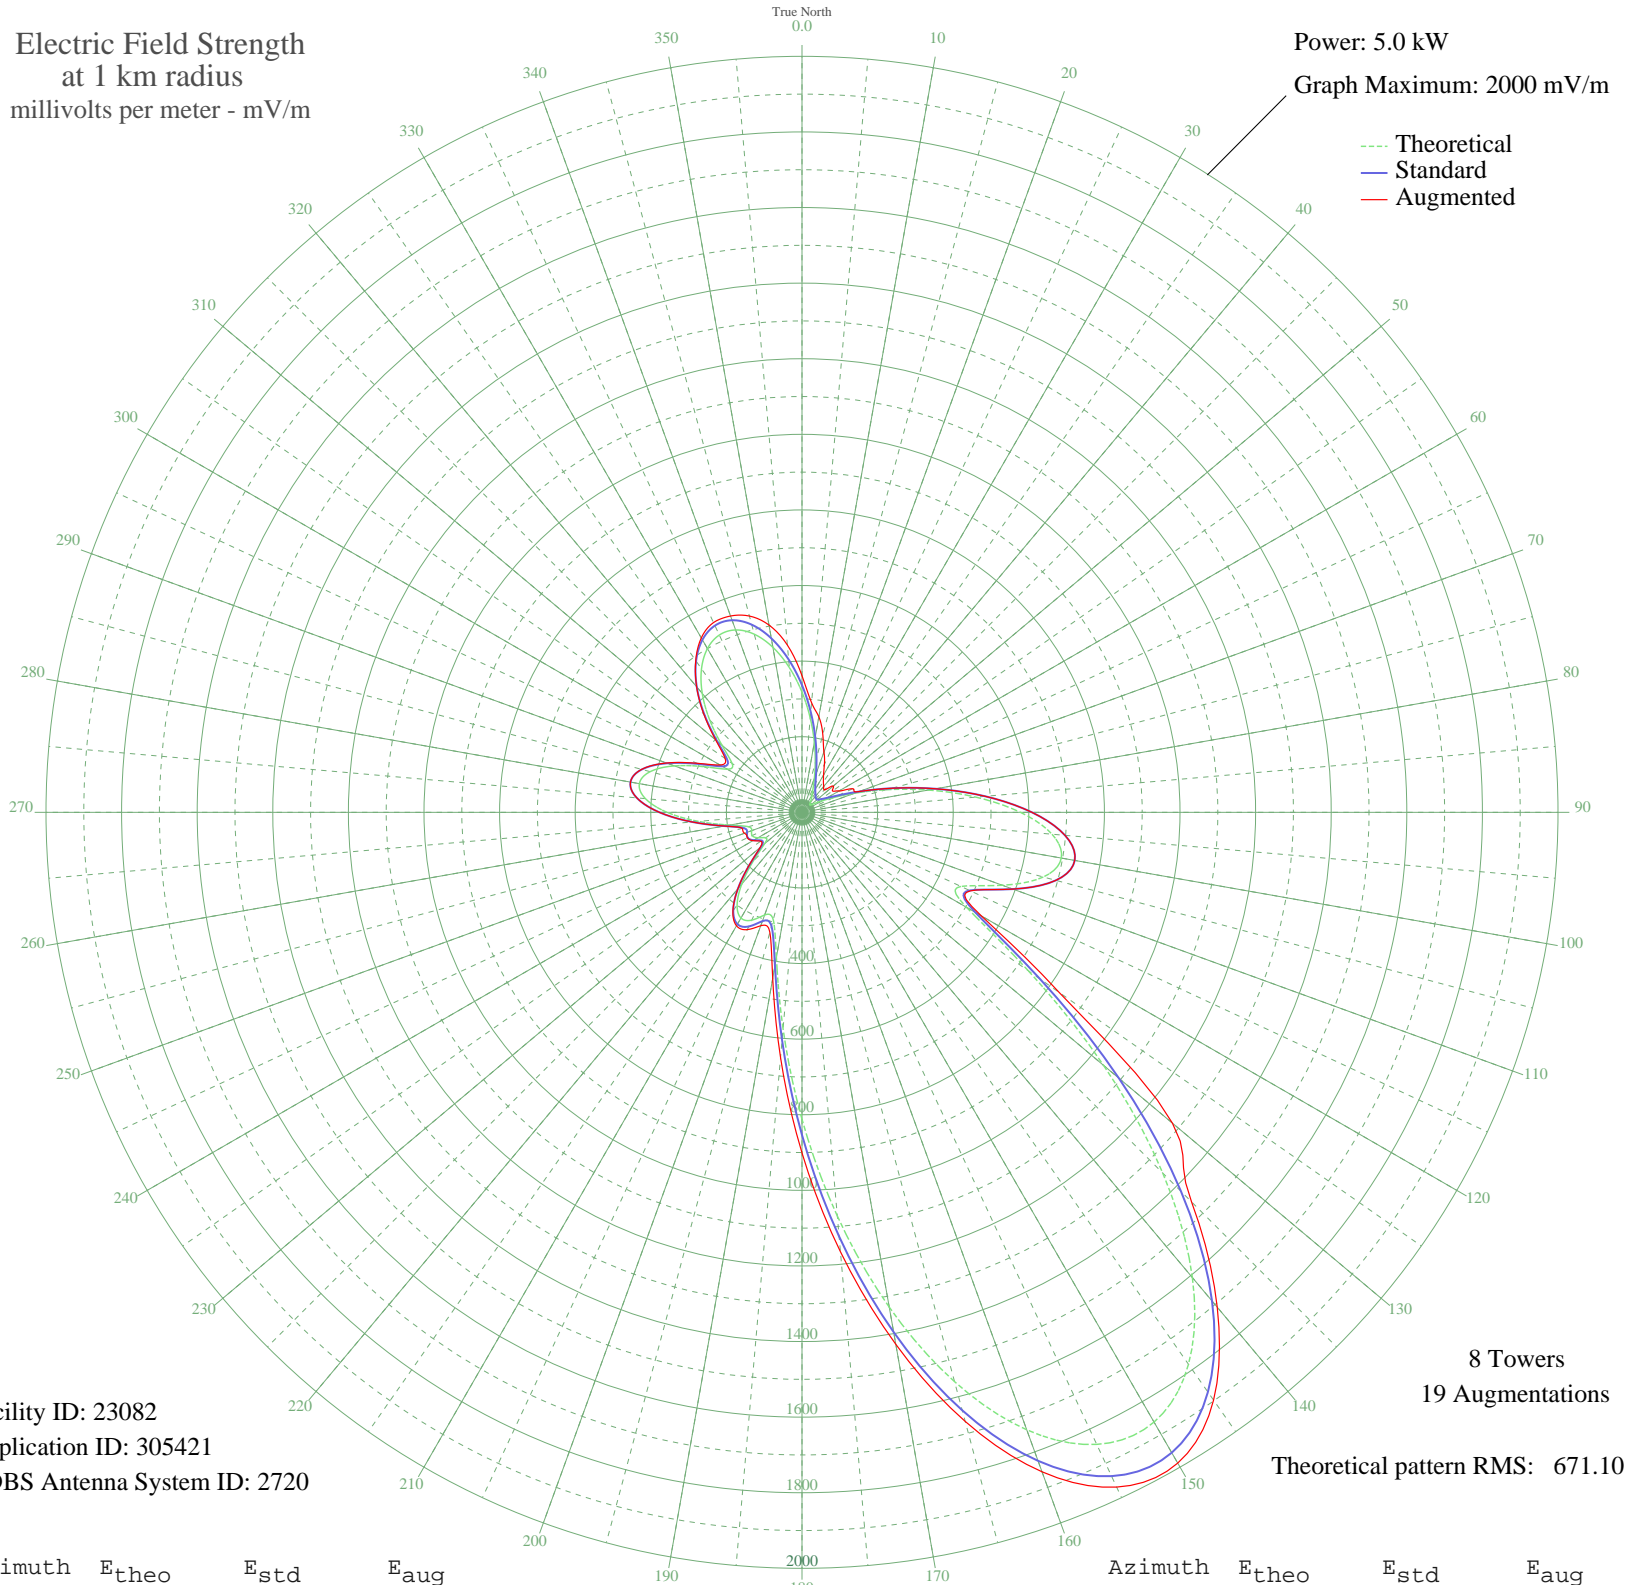 True North
0.0
Electric Field Strength
at 1 km radius
millivolts per meter - mV/m
Power: 5.0 kW
Graph Maximum: 2000 mV/m
Theoretical
Standard
Augmented
10
20
30
40
50
60
70
80
90
100
110
120
130
140
150
160
170
190
200
210
220
230
240
250
260
270
280
290
300
310
320
330
340
350
400
600
1000
1200
1400
1600
1800
2000
8 Towers
19 Augmentations
Theoretical pattern RMS: 671.10
cility ID: 23082
plication ID: 305421
DBS Antenna System ID: 2720
imuth Etheo Estd Eaug
Azimuth Etheo Estd Eaug